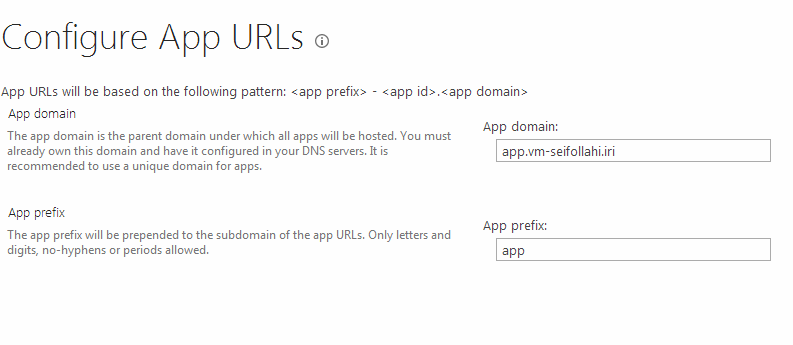 Configure App URLs
App URLs will be based on the following pattern: <app prefix> - <app id>.<app domain>
App domain
The app domain is the parent domain under which all apps will be hosted. You must
already own this domain and have it configured in your DNS servers. It is
recommended to use a unique domain for apps.
App domain:
app.vm-seifollahi.iri
App prefix
The app prefix will be prepended to the subdomain of the app URLs. Only letters and
digits, no-hyphens or periods allowed.
App prefix:
app